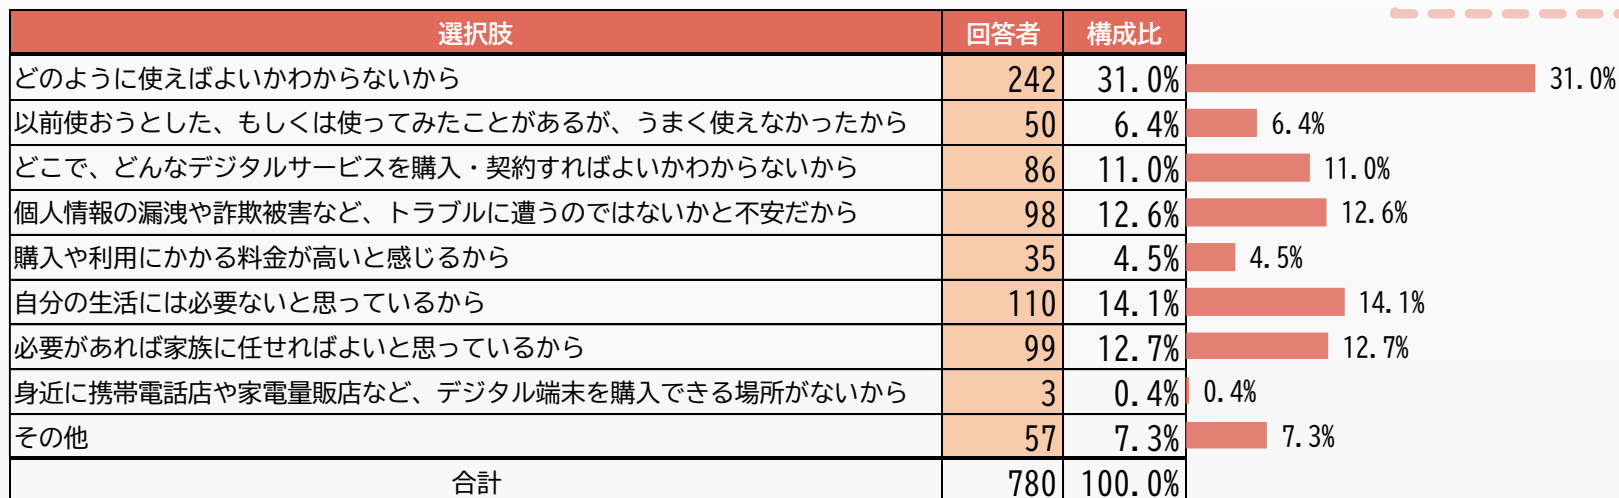 選択肢 回答者 構成比
どのように使えばよいかわからないから 242 31.0% 31.0%
以前使おうとした、もしくは使ってみたことがあるが、うまく使えなかったから 50 6.4% 6.4%
どこで、どんなデジタルサービスを購入・契約すればよいかわからないから 86 11.0% 11.0%
個人情報の漏洩や詐欺被害など、トラブルに遭うのではないかと不安だから 98 12.6% 12.6%
購入や利用にかかる料金が高いと感じるから 35 4.5% 4.5%
自分の生活には必要ないと思っているから 110 14.1% 14.1%
必要があれば家族に任せればよいと思っているから 99 12.7% 12.7%
身近に携帯電話店や家電量販店など、デジタル端末を購入できる場所がないから 3 0.4% 0.4%
その他 57 7.3% 7.3%
合計 780 100.0%